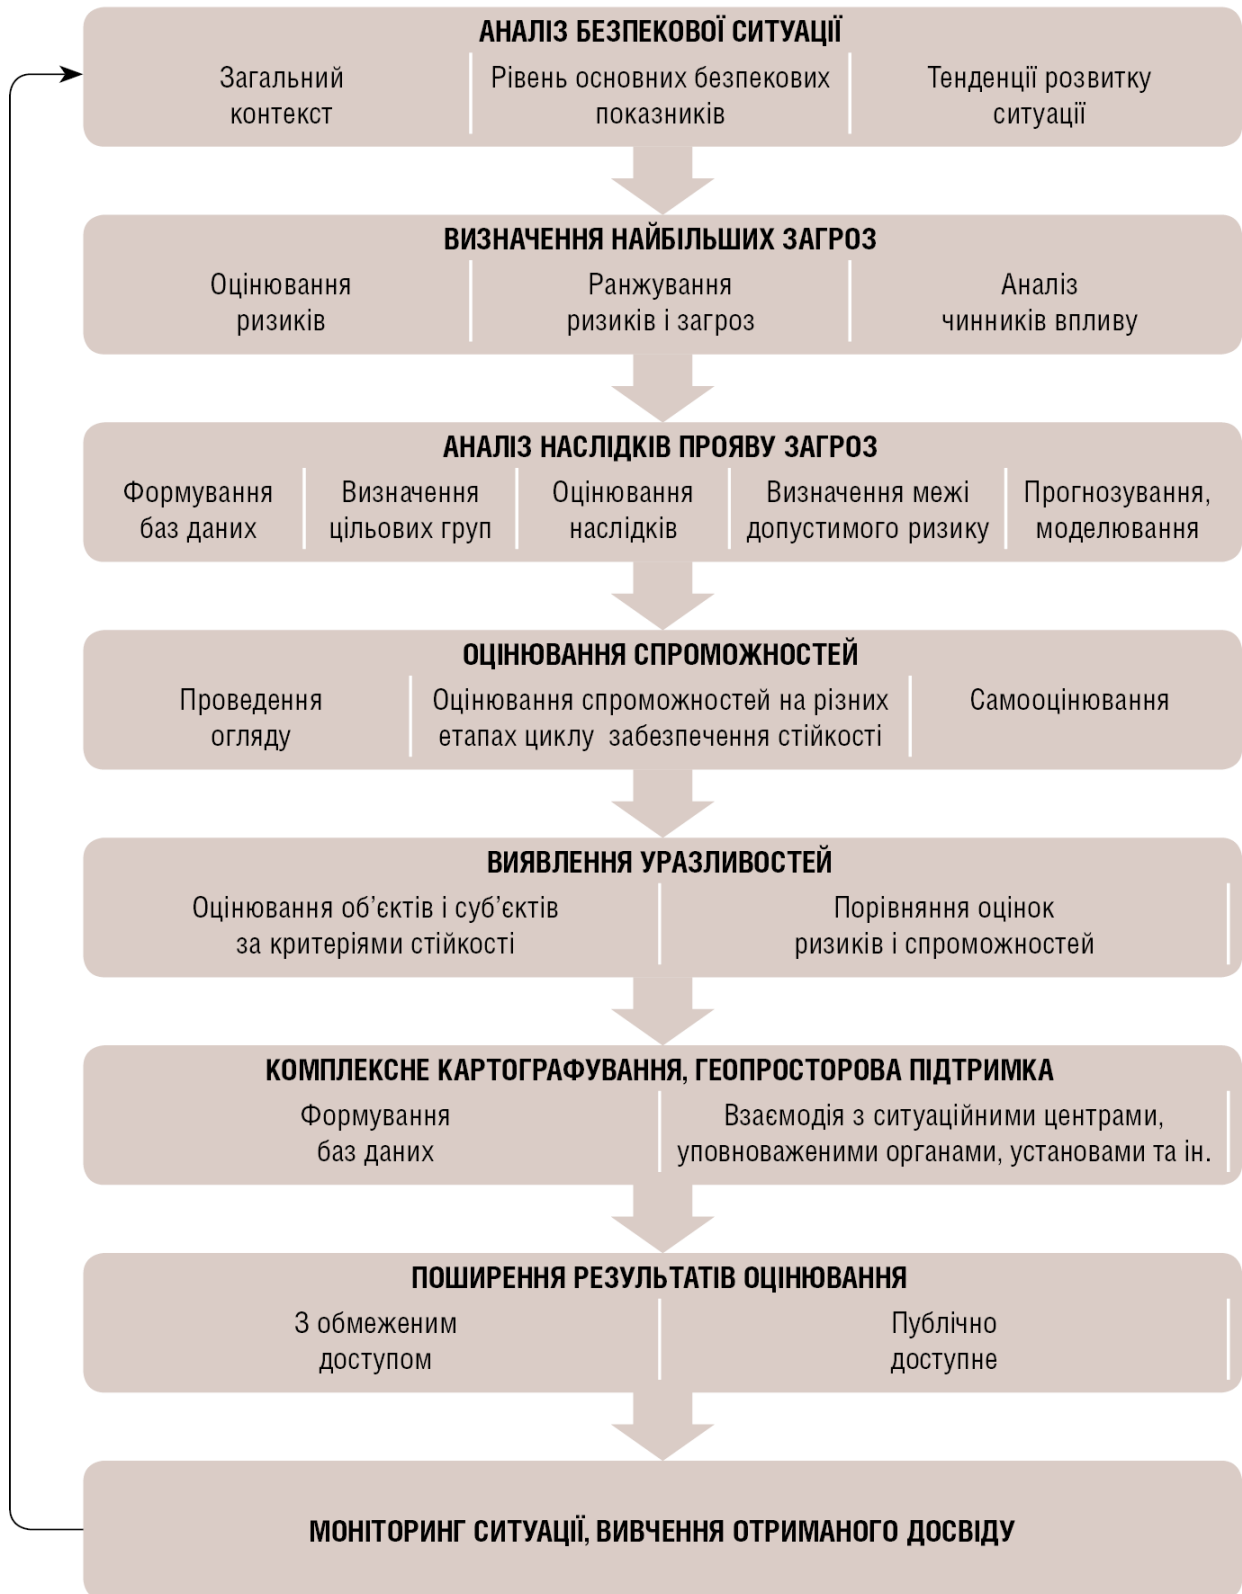 АНАЛІЗ БЕЗПЕКОВОЇ СИТУАЦІЇ
Загальний
контекст
Рівень основних безпекових
показників
Тенденції розвитку
ситуації
ВИЗНАЧЕННЯ НАЙБІЛЬШИХ ЗАГРОЗ
Оцінювання
ризиків
Ранжування
ризиків і загроз
Аналіз
чинників впливу
АНАЛІЗ НАСЛІДКІВ ПРОЯВУ ЗАГРОЗ
Формування
баз даних
Визначення
цільових груп
Оцінювання
наслідків
Визначення межі
допустимого ризику
Прогнозування,
моделювання
ОЦІНЮВАННЯ СПРОМОЖНОСТЕЙ
Проведення
огляду
Оцінювання спроможностей на різних
етапах циклу забезпечення стійкості
Самооцінювання
ВИЯВЛЕННЯ УРАЗЛИВОСТЕЙ
Оцінювання об’єктів і суб’єктів
за критеріями стійкості
Порівняння оцінок
ризиків і спроможностей
КОМПЛЕКСНЕ КАРТОГРАФУВАННЯ, ГЕОПРОСТОРОВА ПІДТРИМКА
Формування
баз даних
Взаємодія з ситуаційними центрами,
уповноваженими органами, установами та ін.
ПОШИРЕННЯ РЕЗУЛЬТАТІВ ОЦІНЮВАННЯ
З обмеженим
доступом
Публічно
доступне
МОНІТОРИНГ СИТУАЦІЇ, ВИВЧЕННЯ ОТРИМАНОГО ДОСВІДУ